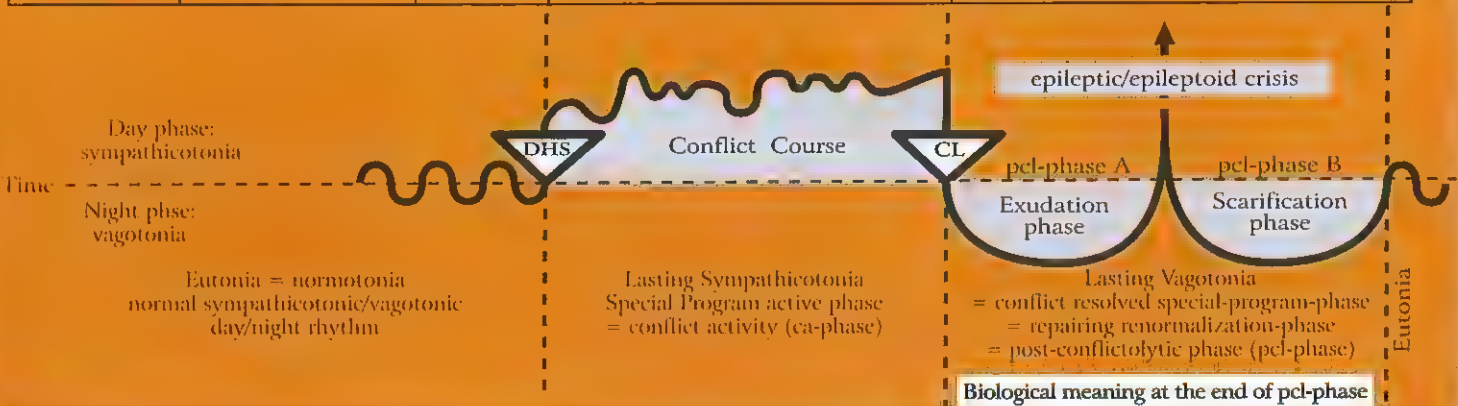 epileptic/epileptoid crisis
Day phase:
sympathicotonia
DHS
Conflict Course
CL
pcl-phase A
pcl-phase B
Time
Night phse:
vagotonia
Exudation
phase
Scarification
phase
Eutonia = normotonia
normal sympathicotonic/vagotonic
day/night rhythm
Lasting Sympathicotonia
Special Program active phase
= conflict activity (ca-phase)
Lasting Vagotonia
= conflict resolved special-program-phase
= repairing renormalization-phase
= post-conflictolytic phase (pcl-phase)
Eutonia
Biological meaning at the end of pcl-phase